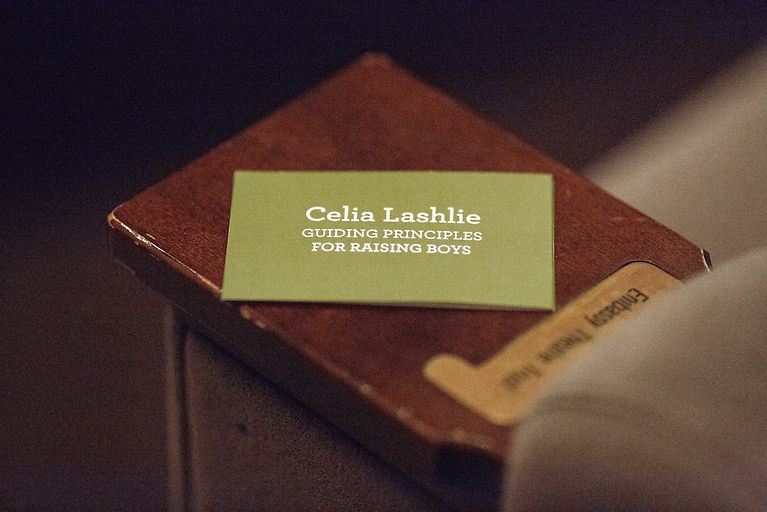 Celia Lashlie
GUIDING PRINCIPLES
FOR RAISING BOYS
Embassy Theatre Trust